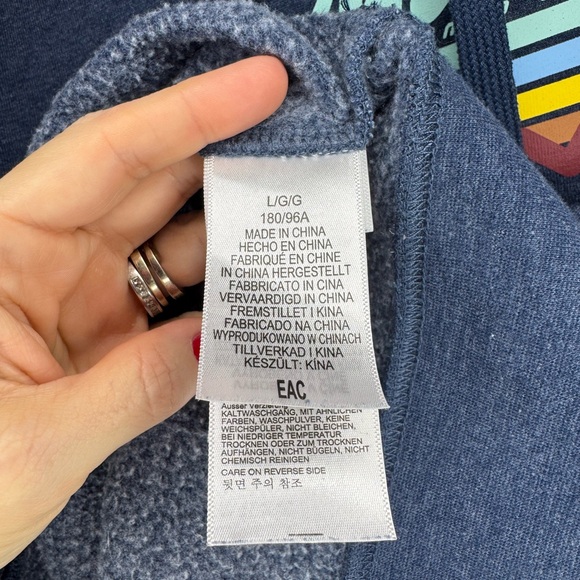 L/G/G
180/96A
MADE IN CHINA
HECHO EN CHINA
FABRIQUÉ EN CHINE
IN CHINA HERGESTELLT
FABBRICATO IN CINA
VERVAARDIGD IN CHINA
FREMSTILLET I KINA
FABRICADO NA CHINA
WYPRODUKOWANO W CHINACH
TILLVERKAD I KINA
KÉSZÜLT: KÍNA
EAC
Ausser Verzierung
KALTWASCHGANG, MIT ÄHNLICHEN
FARBEN, WASCHPULVER, KEINE
WEICHSPÜLER, NICHT BLEICHEN,
BEI NIEDRIGER TEMPERATUR
TROCKNEN ODER ZUM TROCKNEN
AUFHÄNGEN, NICHT BÜGELN, NICHT
CHEMISCH REINIGEN
CARE ON REVERSE SIDE
뒷면 주의 참조